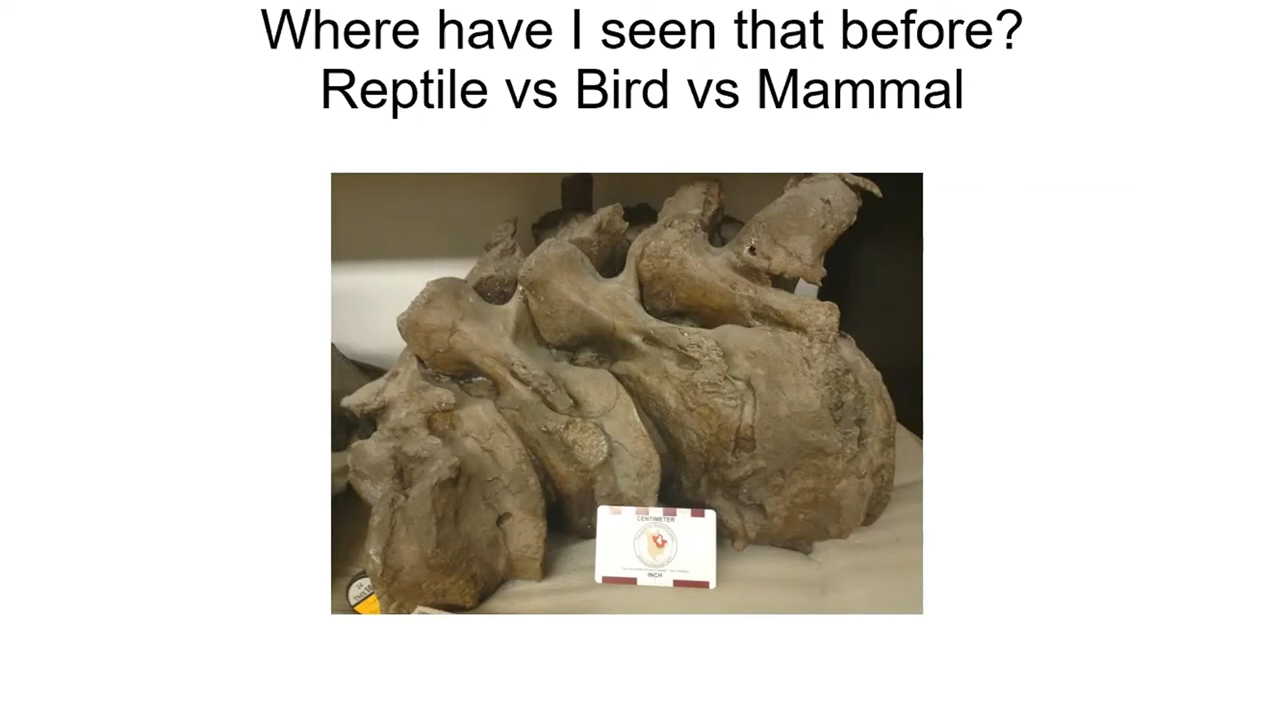 Where have I seen that before?
Reptile vs Bird vs Mammal
CENTIMETER
INCH